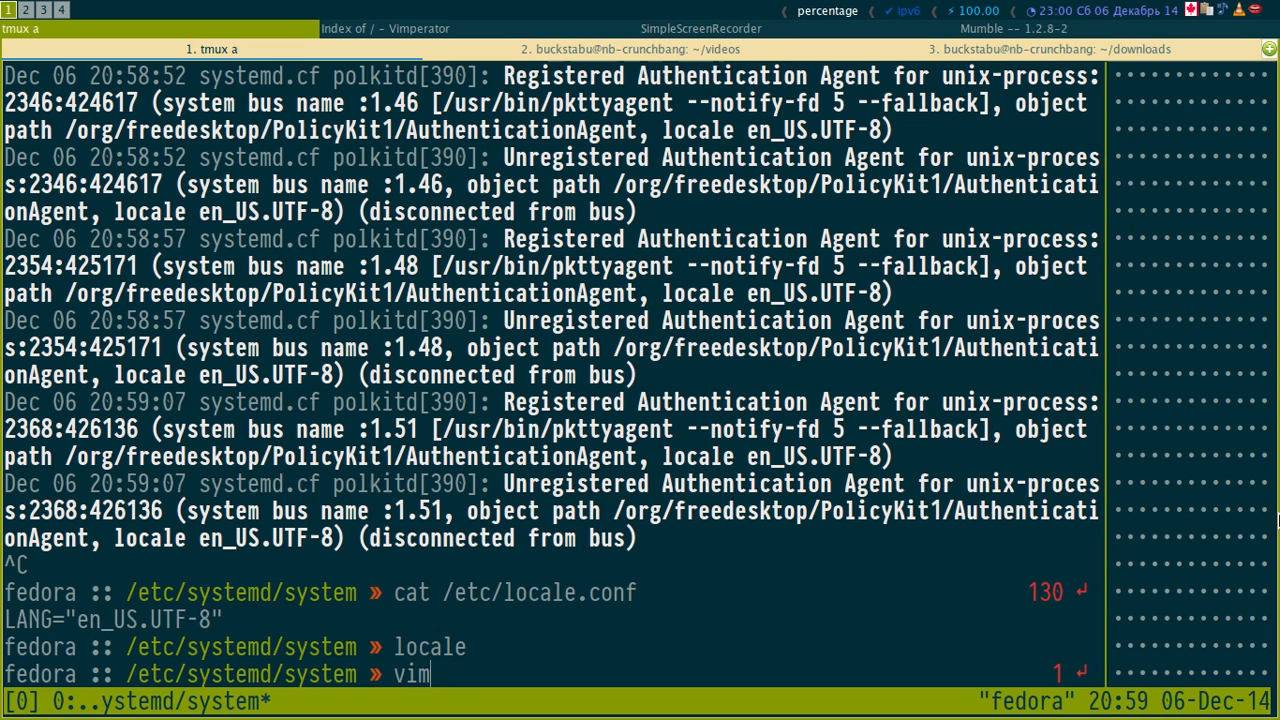 1 2 3 4 percentage ipv6 100.00 23:00 Сб 06 Декабрь 14
tmux a Index of / - Vimperator SimpleScreenRecorder Mumble -- 1.2.8-2
1. tmux a 2. buckstabu@nb-crunchbang: ~/videos 3. buckstabu@nb-crunchbang: ~/downloads
Dec 06 20:58:52 systemd.cf polkitd[390]: Registered Authentication Agent for unix-process:
2346:424617 (system bus name :1.46 [/usr/bin/pkttyagent --notify-fd 5 --fallback], object
path /org/freedesktop/PolicyKit1/AuthenticationAgent, locale en_US.UTF-8)
Dec 06 20:58:52 systemd.cf polkitd[390]: Unregistered Authentication Agent for unix-proces
s:2346:424617 (system bus name :1.46, object path /org/freedesktop/PolicyKit1/Authenticati
onAgent, locale en_US.UTF-8) (disconnected from bus)
Dec 06 20:58:57 systemd.cf polkitd[390]: Registered Authentication Agent for unix-process:
2354:425171 (system bus name :1.48 [/usr/bin/pkttyagent --notify-fd 5 --fallback], object
path /org/freedesktop/PolicyKit1/AuthenticationAgent, locale en_US.UTF-8)
Dec 06 20:58:57 systemd.cf polkitd[390]: Unregistered Authentication Agent for unix-proces
s:2354:425171 (system bus name :1.48, object path /org/freedesktop/PolicyKit1/Authenticati
onAgent, locale en_US.UTF-8) (disconnected from bus)
Dec 06 20:59:07 systemd.cf polkitd[390]: Registered Authentication Agent for unix-process:
2368:426136 (system bus name :1.51 [/usr/bin/pkttyagent --notify-fd 5 --fallback], object
path /org/freedesktop/PolicyKit1/AuthenticationAgent, locale en_US.UTF-8)
Dec 06 20:59:07 systemd.cf polkitd[390]: Unregistered Authentication Agent for unix-proces
s:2368:426136 (system bus name :1.51, object path /org/freedesktop/PolicyKit1/Authenticati
onAgent, locale en_US.UTF-8) (disconnected from bus)
^C
fedora :: /etc/systemd/system » cat /etc/locale.conf 130 ↵
LANG="en_US.UTF-8"
fedora :: /etc/systemd/system » locale
fedora :: /etc/systemd/system » vim 1 ↵
[0] 0:..ystemd/system* "fedora" 20:59 06-Dec-14